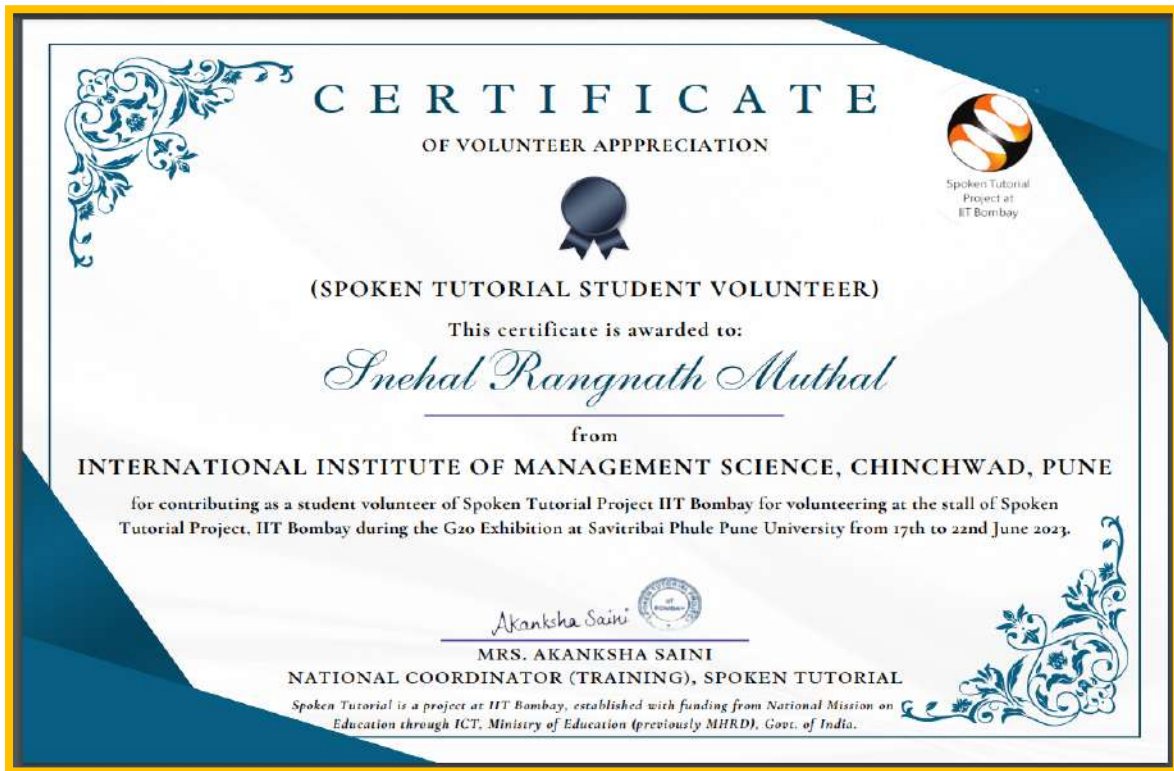 CERTIFICATE
OF VOLUNTEER APPPRECIATION
Spoken Tutorial
Project at
IIT Bombay
(SPOKEN TUTORIAL STUDENT VOLUNTEER)
This certificate is awarded to:
Snehal Rangnath Muthal
from
INTERNATIONAL INSTITUTE OF MANAGEMENT SCIENCE, CHINCHWAD, PUNE
for contributing as a student volunteer of Spoken Tutorial Project IIT Bombay for volunteering at the stall of Spoken
Tutorial Project, IIT Bombay during the G20 Exhibition at Savitribai Phule Pune University from 17th to 22nd June 2023.
Akanksha Saini
IIT
BOMBAY
MRS. AKANKSHA SAINI
NATIONAL COORDINATOR (TRAINING), SPOKEN TUTORIAL
Spoken Tutorial is a project at IIT Bombay, established with funding from National Mission on
Education through ICT, Ministry of Education (previously MHRD), Govt. of India.